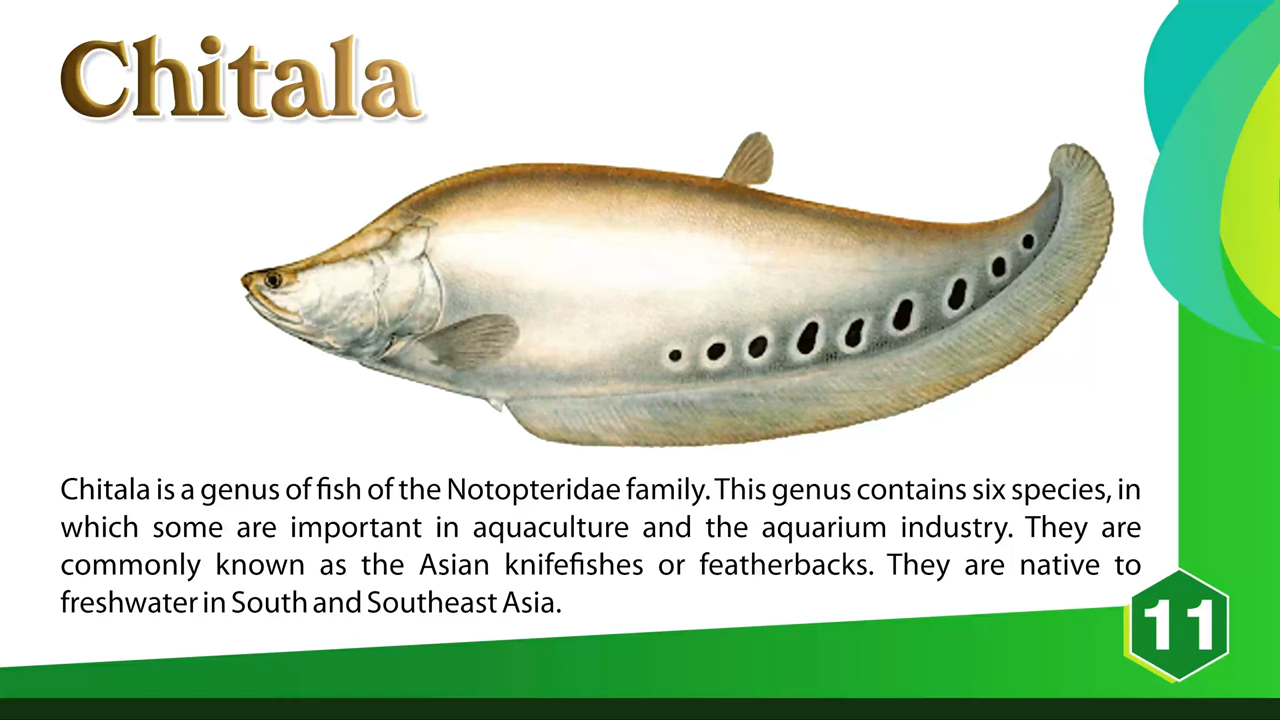 Chitala
Chitala is a genus of fish of the Notopteridae family. This genus contains six species, in
which some are important in aquaculture and the aquarium industry. They are
commonly known as the Asian knifefishes or featherbacks. They are native to
freshwater in South and Southeast Asia.
11